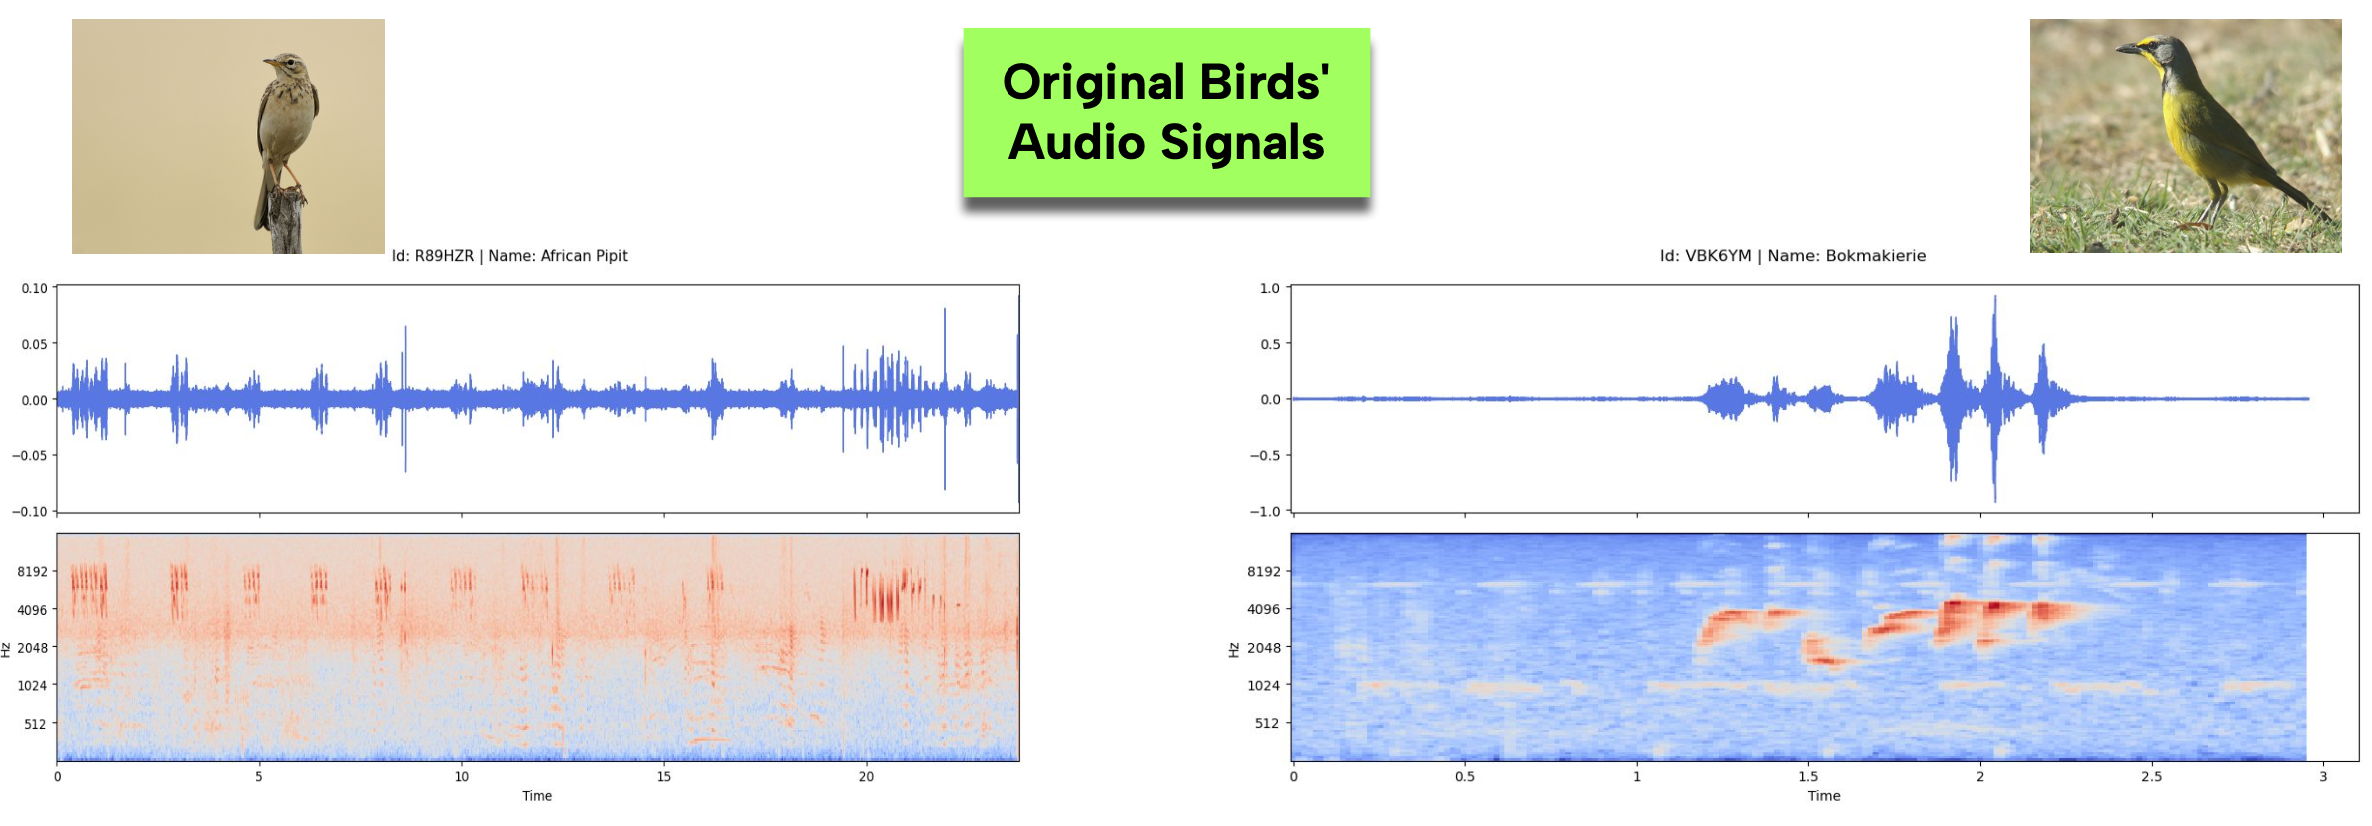 Original Birds'
Audio Signals
Id: R89HZR | Name: African Pipit
0.10
0.05
0.00
−0.05
−0.10
8192
4096
2048
1024
512
Hz
0 5 10 15 20
Time
Id: VBK6YM | Name: Bokmakierie
1.0
0.5
0.0
−0.5
−1.0
8192
4096
2048
1024
512
Hz
0 0.5 1 1.5 2 2.5 3
Time